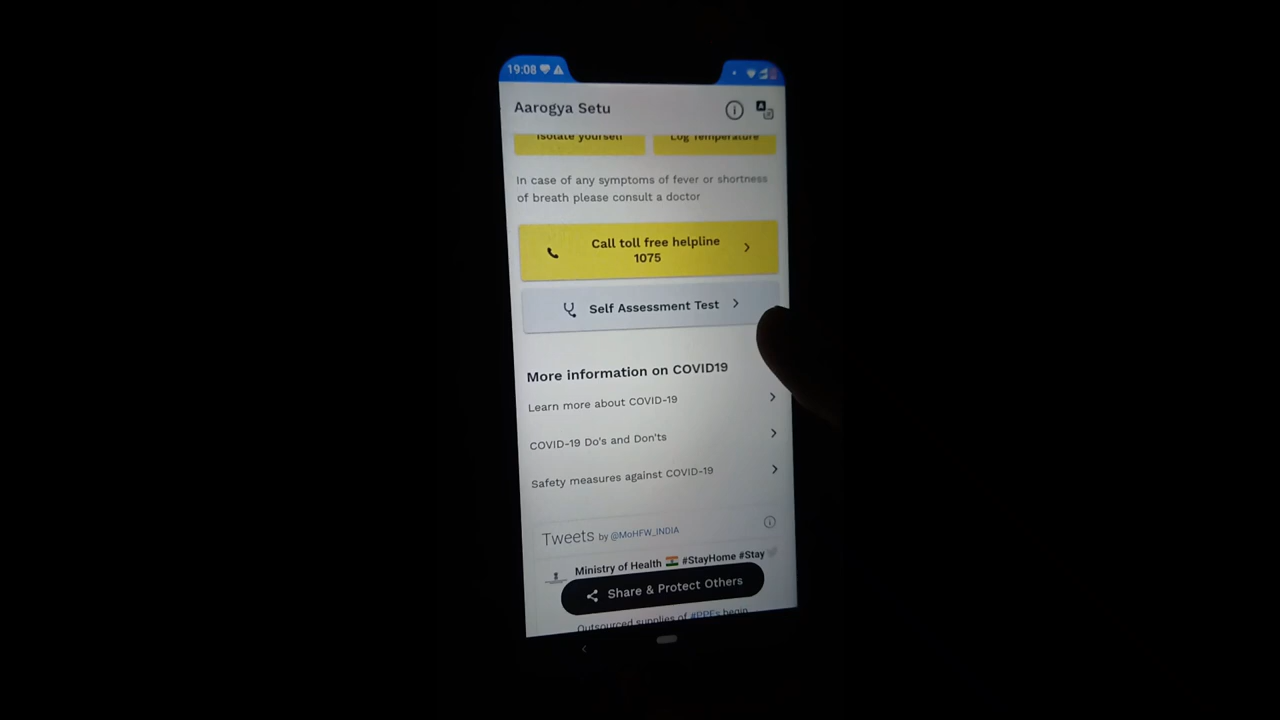 19:08
Aarogya Setu
Isolate yourself
Log Temperature
In case of any symptoms of fever or shortness
of breath please consult a doctor
Call toll free helpline
1075
Self Assessment Test
More information on COVID19
Learn more about COVID-19
COVID-19 Do's and Don'ts
Safety measures against COVID-19
Tweets by @MoHFW_INDIA
Ministry of Health #StayHome #Stay
Share & Protect Others
Outsourced supplies of #PPEs begin